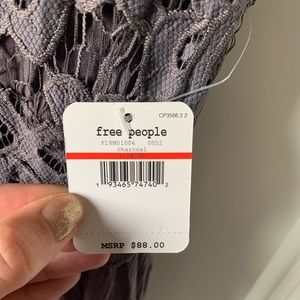 CP3566 2 2
free people
F18M01006 0052
charcoal
1 93465 74740 2
MSRP $88.00